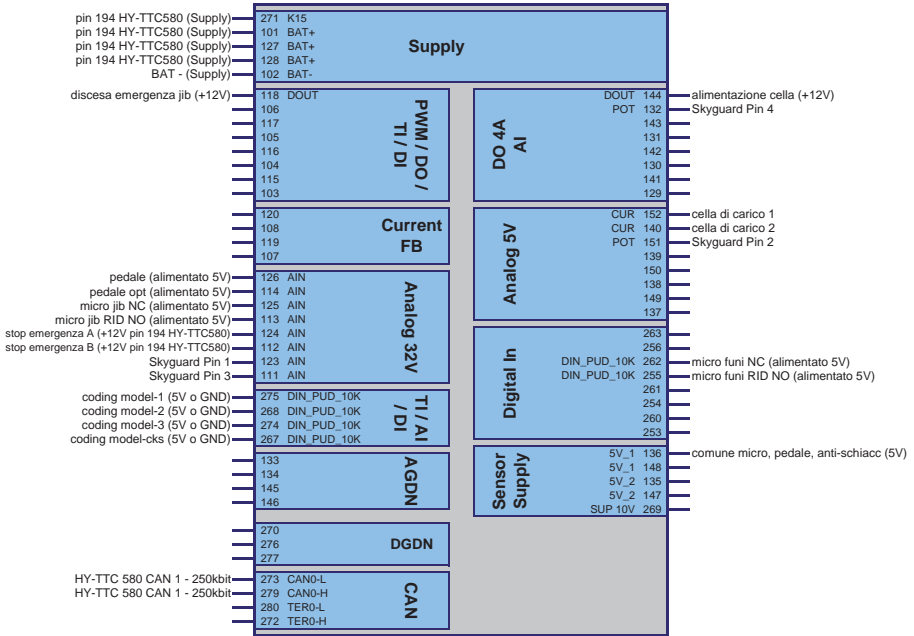 pin 194 HY-TTC580 (Supply) 271 K15
pin 194 HY-TTC580 (Supply) 101 BAT+
pin 194 HY-TTC580 (Supply) 127 BAT+
pin 194 HY-TTC580 (Supply) 128 BAT+
BAT - (Supply) 102 BAT-
Supply
discesa emergenza jib (+12V) 118 DOUT
106
117
105
116
104
115
103
PWM / DO /
TI / DI
120
108
119
107
Current
FB
pedale (alimentato 5V) 126 AIN
pedale opt (alimentato 5V) 114 AIN
micro jib NC (alimentato 5V) 125 AIN
micro jib RID NO (alimentato 5V) 113 AIN
stop emergenza A (+12V pin 194 HY-TTC580) 124 AIN
stop emergenza B (+12V pin 194 HY-TTC580) 112 AIN
Skyguard Pin 1 123 AIN
Skyguard Pin 3 111 AIN
Analog 32V
coding model-1 (5V o GND) 275 DIN_PUD_10K
coding model-2 (5V o GND) 268 DIN_PUD_10K
coding model-3 (5V o GND) 274 DIN_PUD_10K
coding model-cks (5V o GND) 267 DIN_PUD_10K
TI / AI
/ DI
133
134
145
146
AGDN
270
276
277
DGDN
HY-TTC 580 CAN 1 - 250kbit 273 CAN0-L
HY-TTC 580 CAN 1 - 250kbit 279 CAN0-H
280 TER0-L
272 TER0-H
CAN
DO 4A
AI
DOUT 144 alimentazione cella (+12V)
POT 132 Skyguard Pin 4
143
131
142
130
141
129
Analog 5V
CUR 152 cella di carico 1
CUR 140 cella di carico 2
POT 151 Skyguard Pin 2
139
150
138
149
137
Digital In
263
256
DIN_PUD_10K 262 micro funi NC (alimentato 5V)
DIN_PUD_10K 255 micro funi RID NO (alimentato 5V)
261
254
260
253
Sensor
Supply
5V_1 136 comune micro, pedale, anti-schiacc (5V)
5V_1 148
5V_2 135
5V_2 147
SUP 10V 269